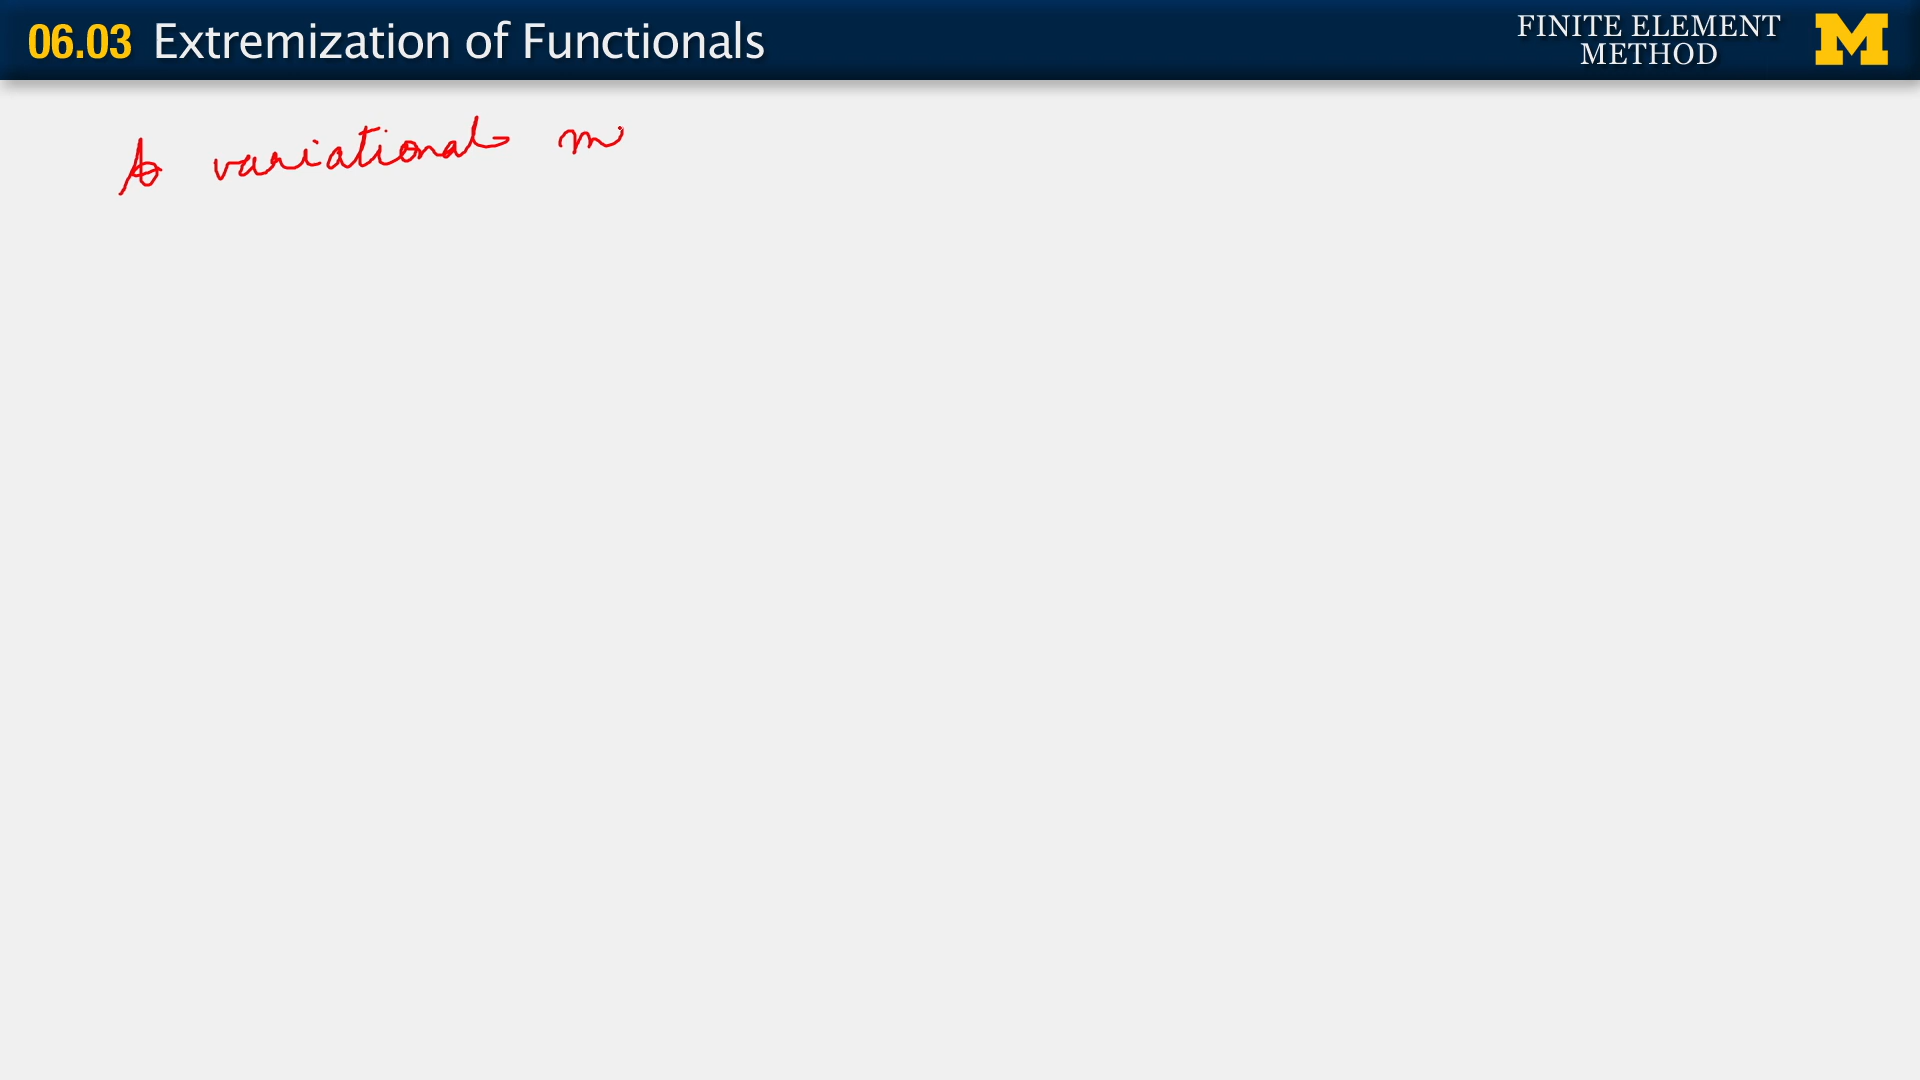 06.03 Extremization of Functionals
FINITE ELEMENT
METHOD
M
A variational m